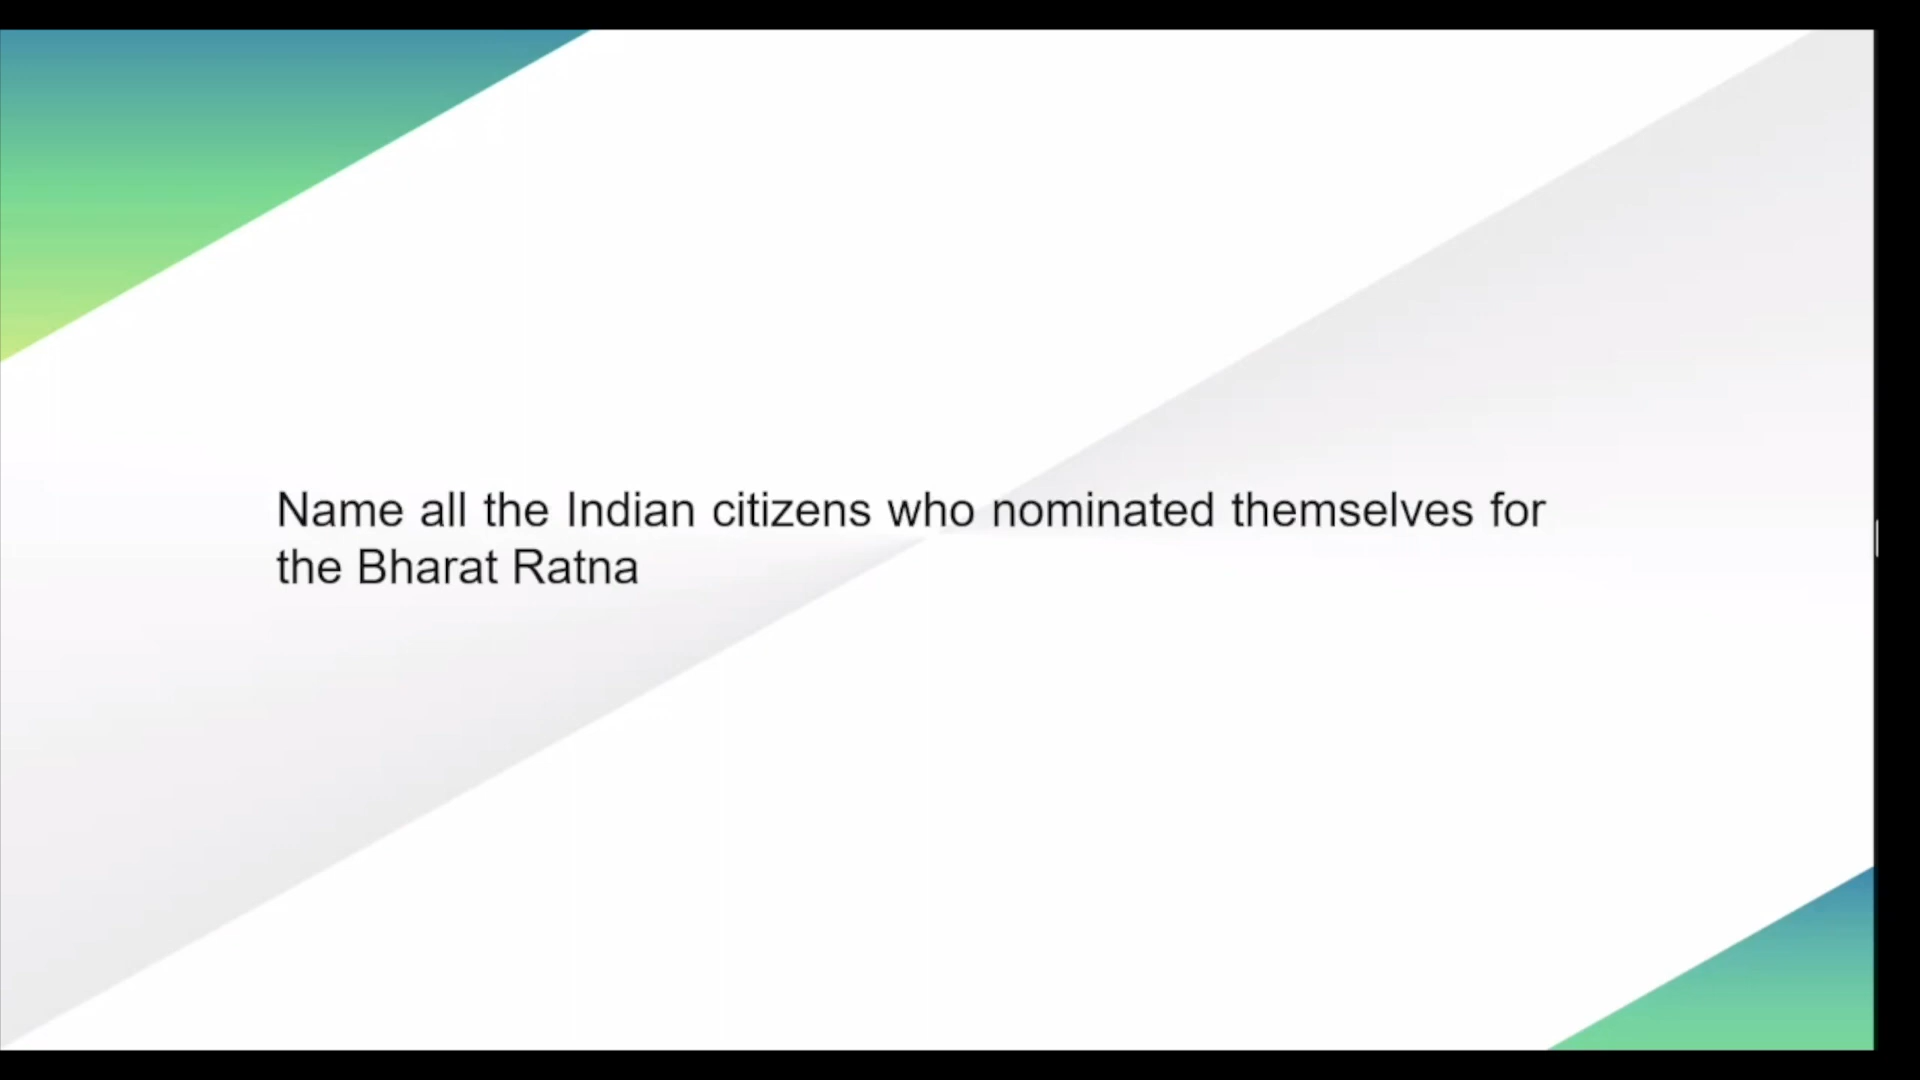 Name all the Indian citizens who nominated themselves for
the Bharat Ratna